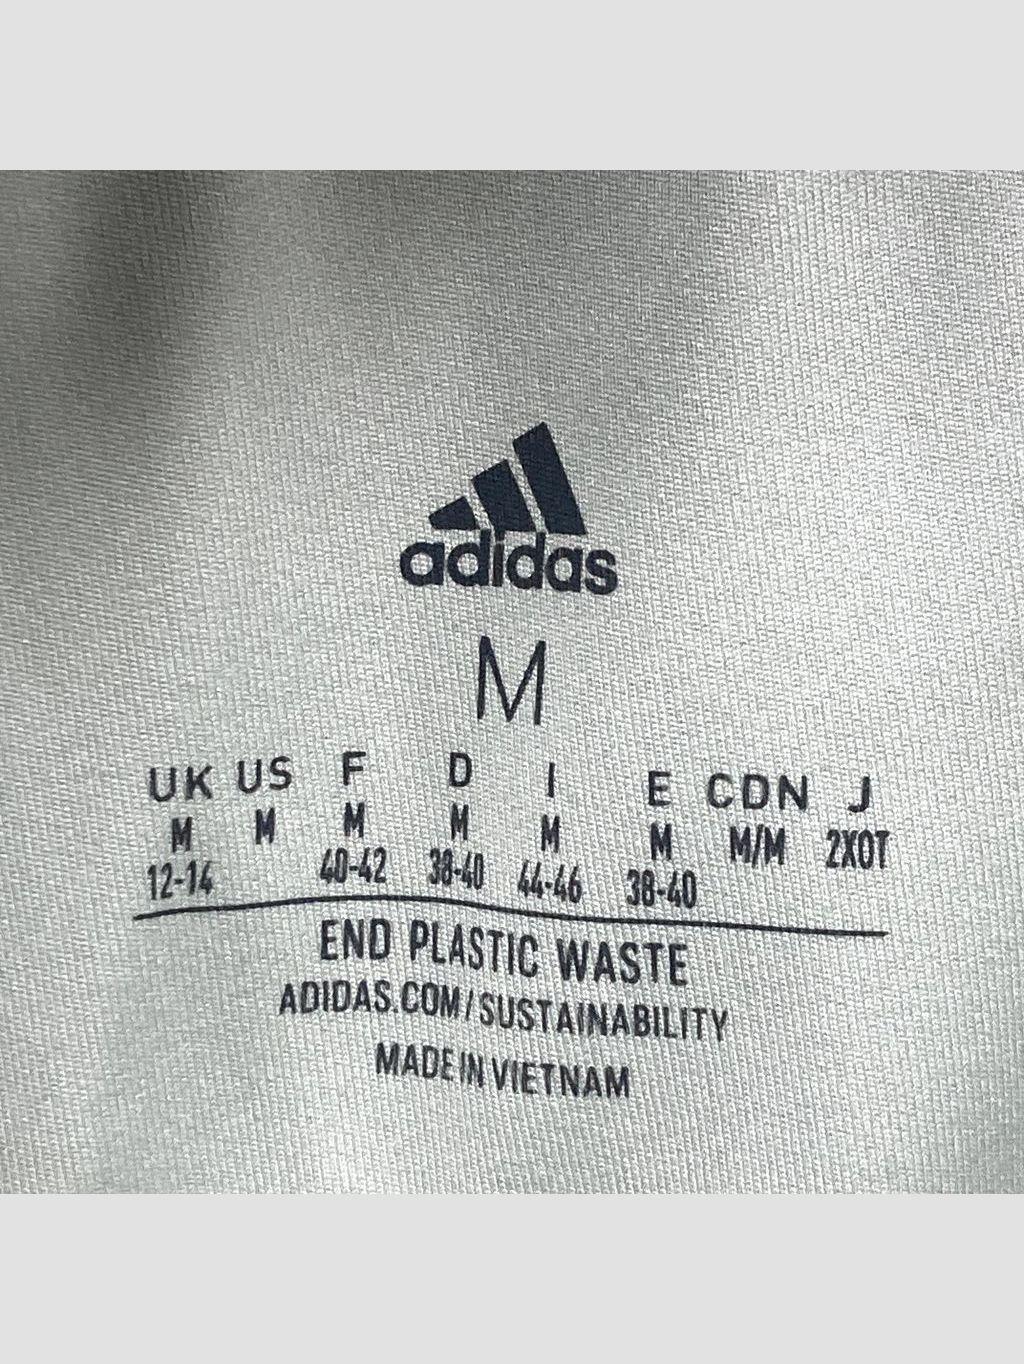 adidas
M
UK US F D I E CDN J
M M M M M M M/M 2XOT
12-14 40-42 38-40 44-46 38-40
END PLASTIC WASTE
ADIDAS.COM/SUSTAINABILITY
MADE IN VIETNAM